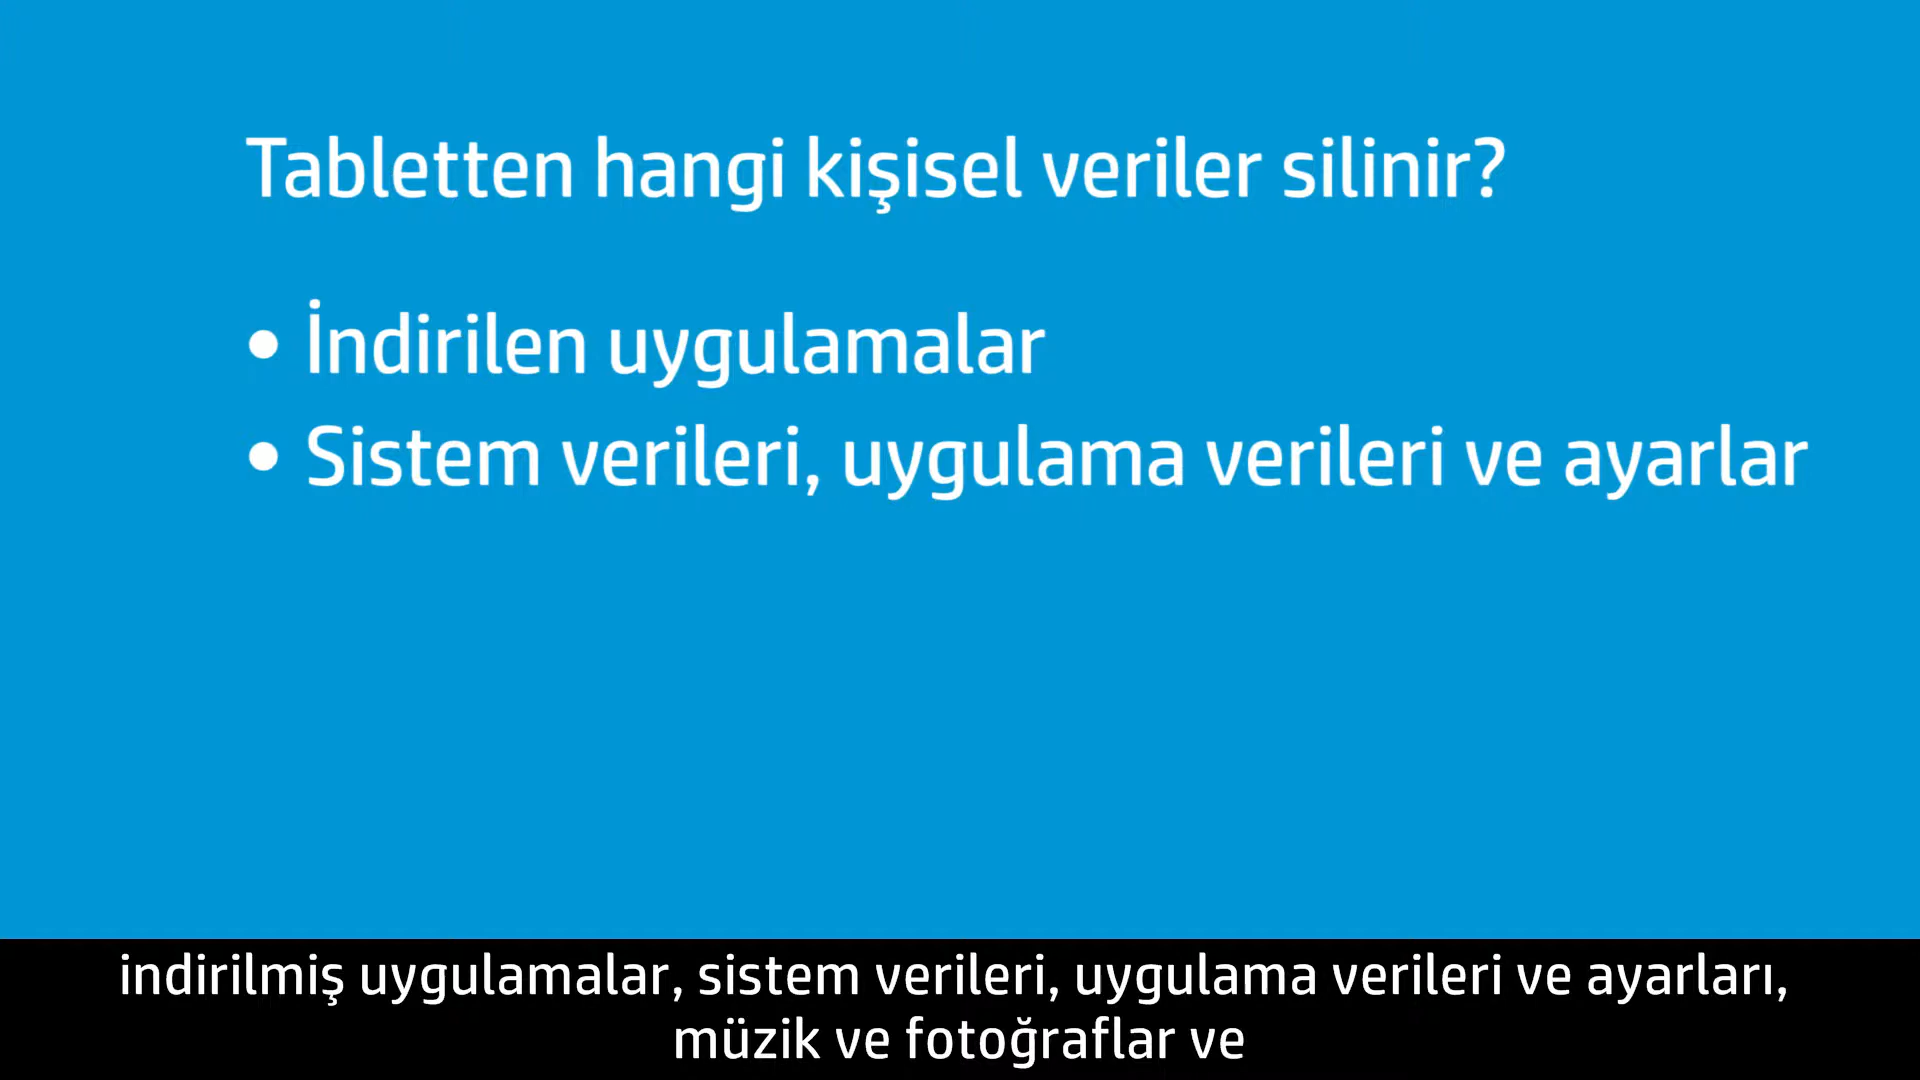 Tabletten hangi kişisel veriler silinir?
• İndirilen uygulamalar
• Sistem verileri, uygulama verileri ve ayarlar
indirilmiş uygulamalar, sistem verileri, uygulama verileri ve ayarları,
müzik ve fotoğraflar ve